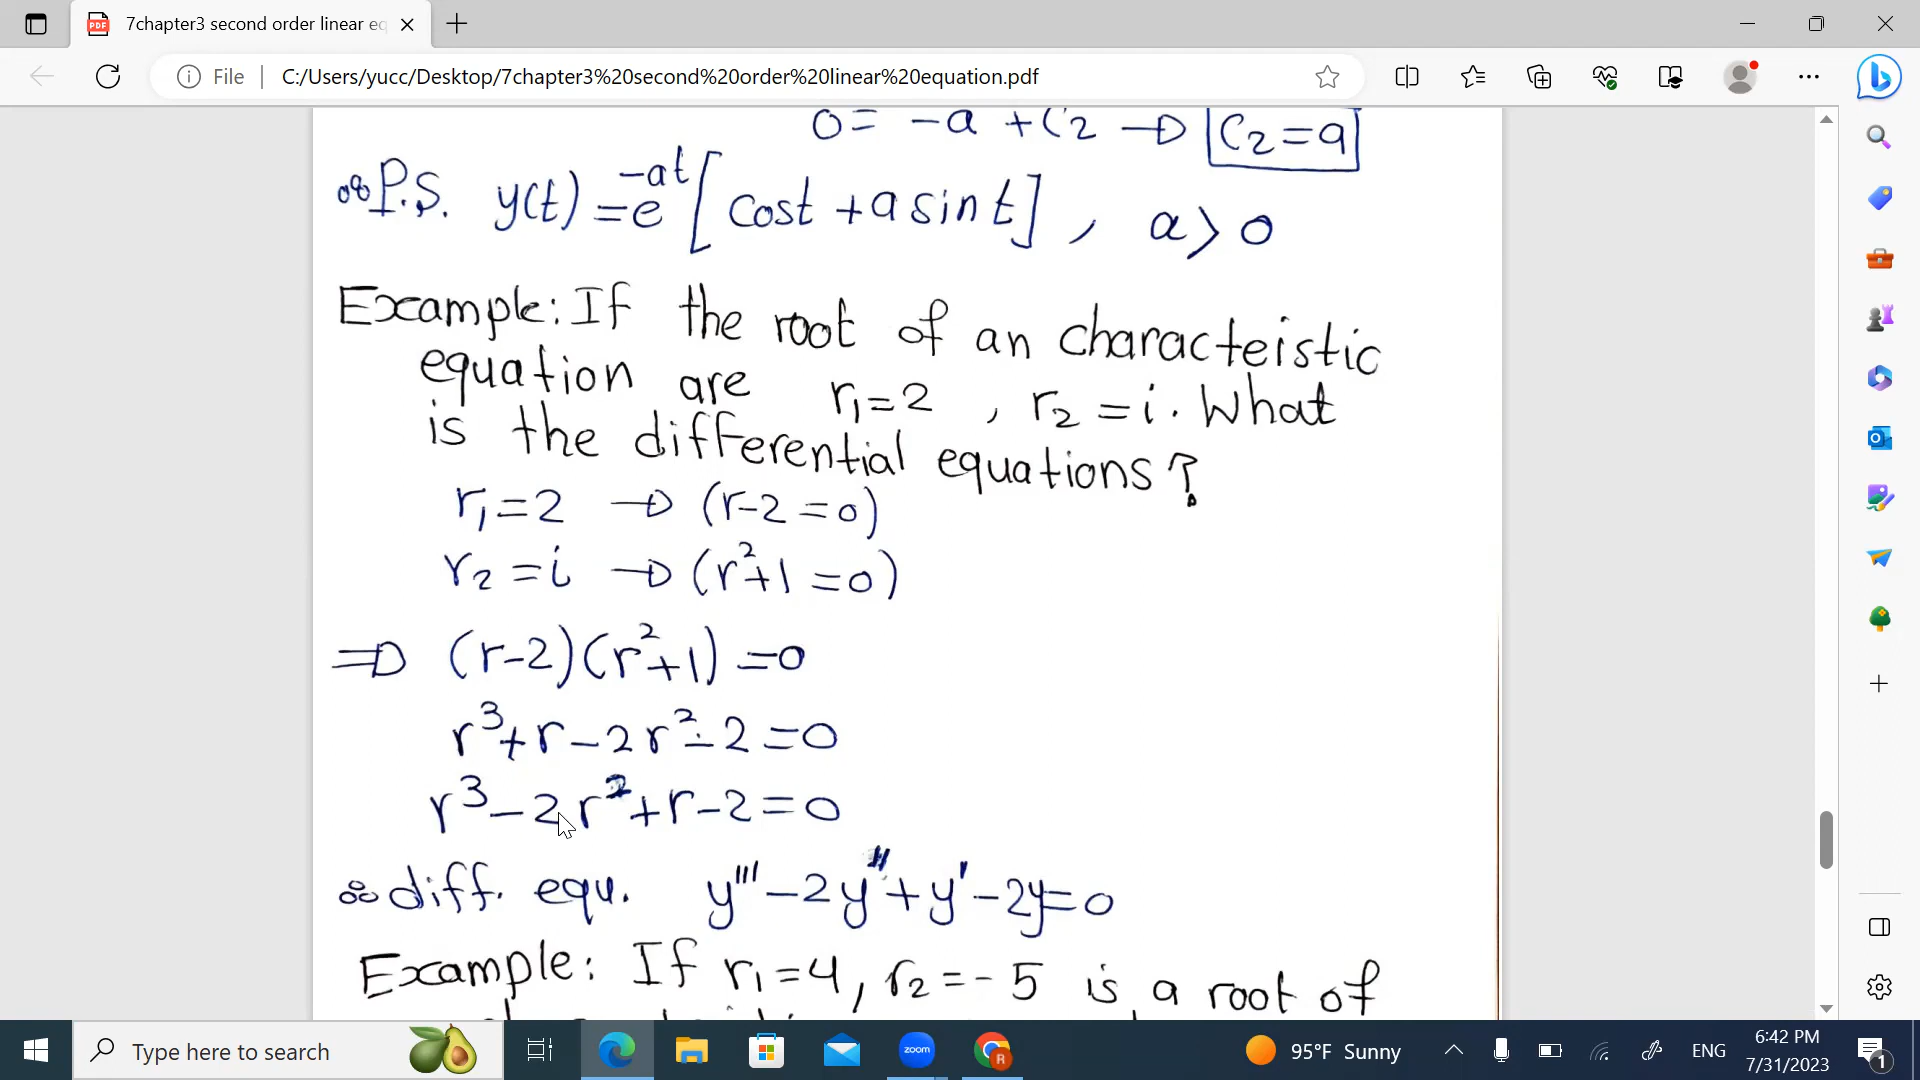 7chapter3 second order linear eq
File C:/Users/yucc/Desktop/7chapter3%20second%20order%20linear%20equation.pdf
0 = -a + C2 → C2 = a
∴ P.S. y(t) = e^-at [cost + a sin t], a > 0
Example: If the root of an characteistic
equation are r1 = 2, r2 = i. What
is the differential equations?
r1 = 2 → (r-2 = 0)
r2 = i → (r²+1 = 0)
⇒ (r-2)(r²+1) = 0
r³ + r - 2r² - 2 = 0
r³ - 2r² + r - 2 = 0
∴ diff. equ. y''' - 2y'' + y' - 2y = 0
Example: If r1 = 4, r2 = -5 is a root of
Type here to search
zoom
95°F Sunny
ENG
6:42 PM
7/31/2023
1